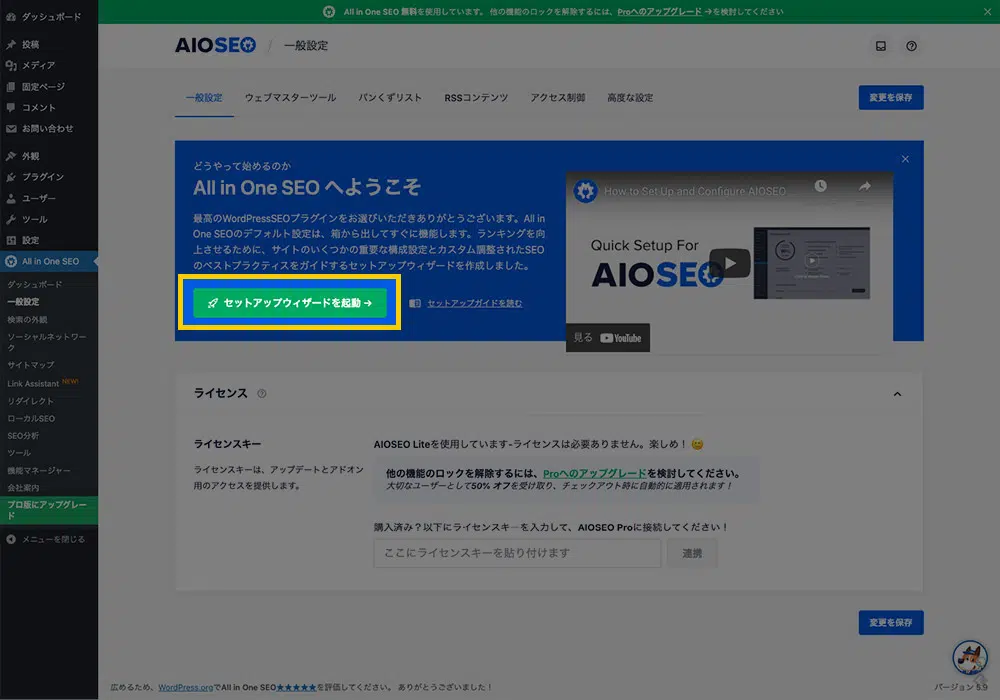 All in One SEO 無料を使用しています。 他の機能のロックを解除するには、Proへのアップグレード →を検討してください
ダッシュボード
投稿
メディア
固定ページ
コメント
お問い合わせ
外観
プラグイン
ユーザー
ツール
設定
All in One SEO
ダッシュボード
一般設定
検索の外観
ソーシャルネットワー
ク
サイトマップ
Link Assistant NEW!
リダイレクト
ローカルSEO
SEO分析
ツール
機能マネージャー
会社案内
プロ版にアップグレー
ド
メニューを閉じる
AIOSEO / 一般設定
一般設定 ウェブマスターツール パンくずリスト RSSコンテンツ アクセス制御 高度な設定 変更を保存
どうやって始めるのか
All in One SEO へようこそ
最高のWordPressSEOプラグインをお選びいただきありがとうございます。All in
One SEOのデフォルト設定は、箱から出してすぐに機能します。ランキングを向
上させるために、サイトのいくつかの重要な構成設定とカスタム調整されたSEO
のベストプラクティスをガイドするセットアップウィザードを作成しました。
セットアップウィザードを起動 → セットアップガイドを読む
How to Set Up and Configure AIOSEO
Quick Setup For
AIOSEO
見る YouTube
ライセンス
ライセンスキー
ライセンスキーは、アップデートとアドオン
用のアクセスを提供します。
AIOSEO Liteを使用しています-ライセンスは必要ありません。楽しめ！ 😀
他の機能のロックを解除するには、Proへのアップグレードを検討してください。
大切なユーザーとして50% オフを受け取り、チェックアウト時に自動的に適用されます！
購入済み？以下にライセンスキーを入力して、AIOSEO Proに接続してください！
ここにライセンスキーを貼り付けます 連携
変更を保存
広めるため、WordPress.orgでAll in One SEO★★★★★を評価してください。 ありがとうございました！
バージョン 5.9